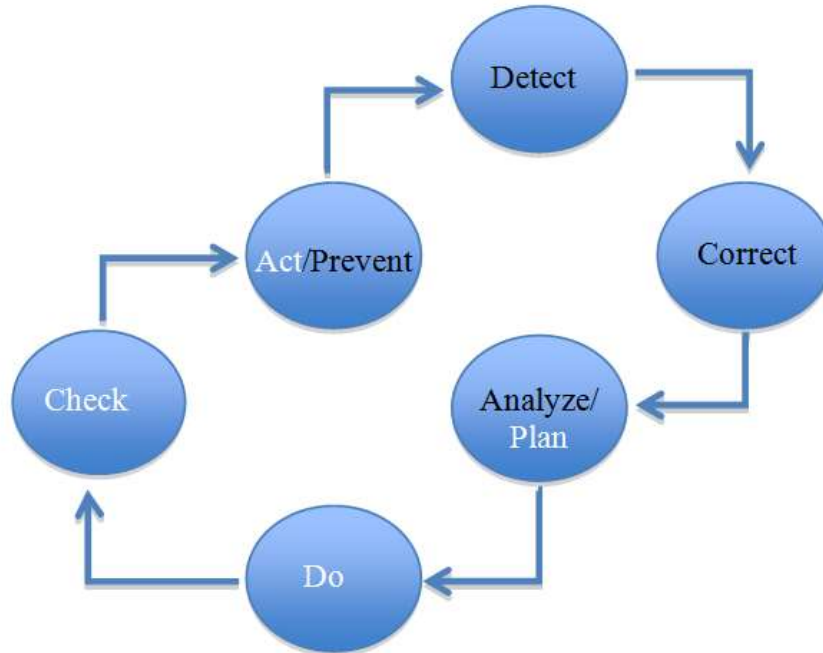 Detect
Correct
Analyze/
Plan
Do
Check
Act/Prevent